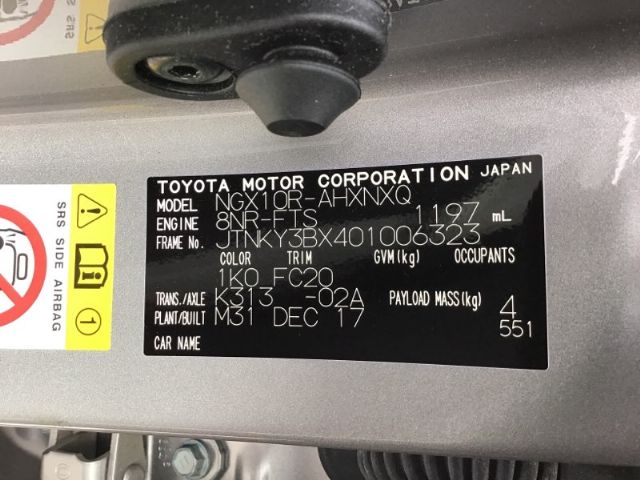 TOYOTA MOTOR CORPORATION JAPAN
MODEL NGX10R-AHXNXQ
ENGINE 8NR-FTS 1197 mL
FRAME No. JTNKY3BX401006323
COLOR TRIM GVM(kg) OCCUPANTS
1K0 FC20
TRANS./AXLE K313 -02A PAYLOAD MASS(kg) 4
PLANT/BUILT M31 DEC 17 551
CAR NAME
SRS SIDE AIRBAG
1